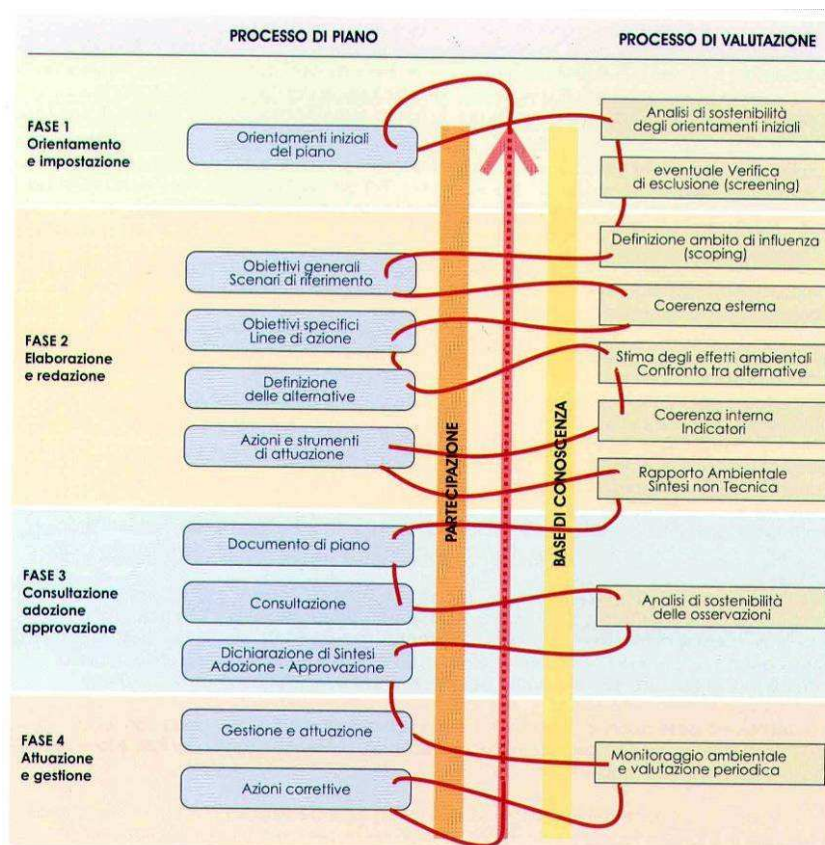 PROCESSO DI PIANO
PROCESSO DI VALUTAZIONE
FASE 1
Orientamento
e impostazione
Orientamenti iniziali
del piano
Analisi di sostenibilità
degli orientamenti iniziali
eventuale Verifica
di esclusione (screening)
FASE 2
Elaborazione
e redazione
Definizione ambito di influenza
(scoping)
Obiettivi generali
Scenari di riferimento
Coerenza esterna
Obiettivi specifici
Linee di azione
Stima degli effetti ambientali
Confronto tra alternative
Definizione
delle alternative
Coerenza interna
Indicatori
Azioni e strumenti
di attuazione
Rapporto Ambientale
Sintesi non Tecnica
PARTECIPAZIONE
BASE DI CONOSCENZA
FASE 3
Consultazione
adozione
approvazione
Documento di piano
Consultazione
Analisi di sostenibilità
delle osservazioni
Dichiarazione di Sintesi
Adozione - Approvazione
FASE 4
Attuazione
e gestione
Gestione e attuazione
Monitoraggio ambientale
e valutazione periodica
Azioni correttive